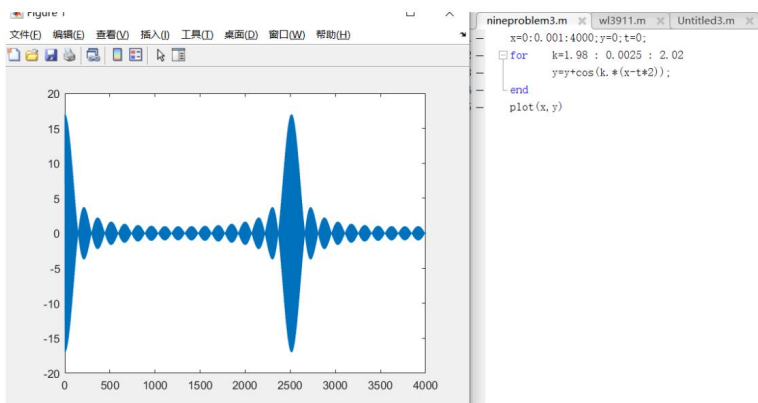 Figure 1
文件(F) 编辑(E) 查看(V) 插入(I) 工具(T) 桌面(D) 窗口(W) 帮助(H)
20
15
10
5
0
-5
-10
-15
-20
0 500 1000 1500 2000 2500 3000 3500 4000
nineproblem3.m × wl3911.m × Untitled3.m ×
x=0:0.001:4000;y=0;t=0;
for k=1.98 : 0.0025 : 2.02
y=y+cos(k.*(x-t*2));
end
plot(x,y)